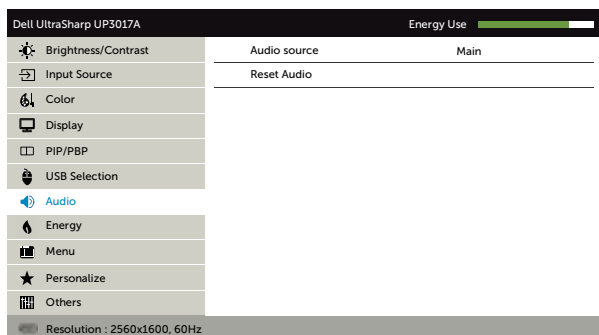 Dell UltraSharp UP3017A Energy Use
Brightness/Contrast Audio source Main
Input Source Reset Audio
Color
Display
PIP/PBP
USB Selection
Audio
Energy
Menu
Personalize
Others
Resolution : 2560x1600, 60Hz